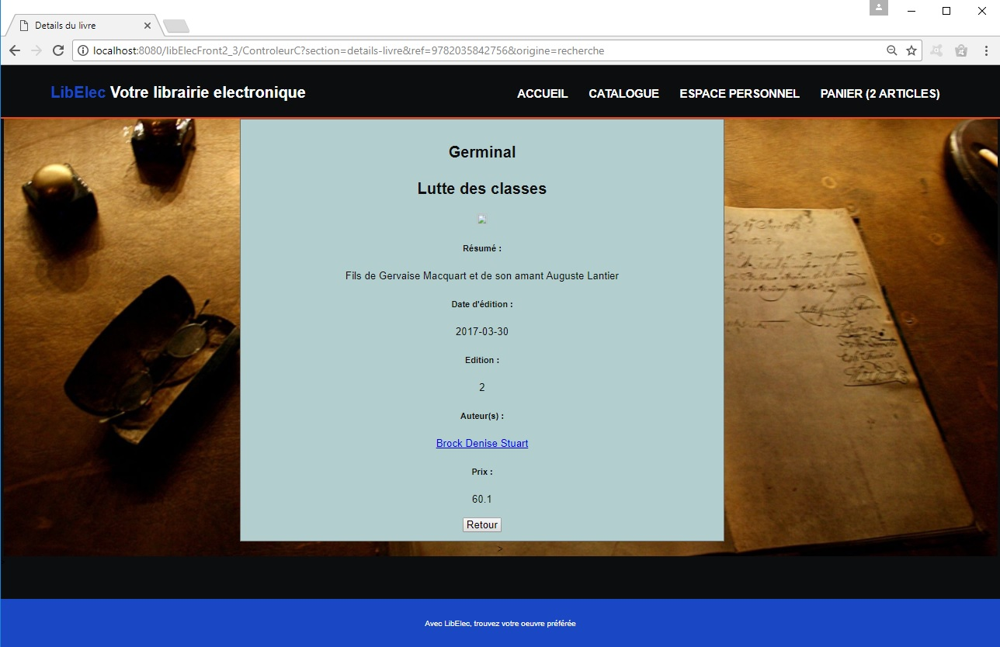 Details du livre
localhost:8080/libElecFront2_3/ControleurC?section=details-livre&ref=9782035842756&origine=recherche
LibElec Votre librairie electronique
ACCUEIL CATALOGUE ESPACE PERSONNEL PANIER (2 ARTICLES)
Germinal
Lutte des classes
Résumé :
Fils de Gervaise Macquart et de son amant Auguste Lantier
Date d'édition :
2017-03-30
Edition :
2
Auteur(s) :
Brock Denise Stuart
Prix :
60.1
Retour
>
Avec LibElec, trouvez votre oeuvre préférée